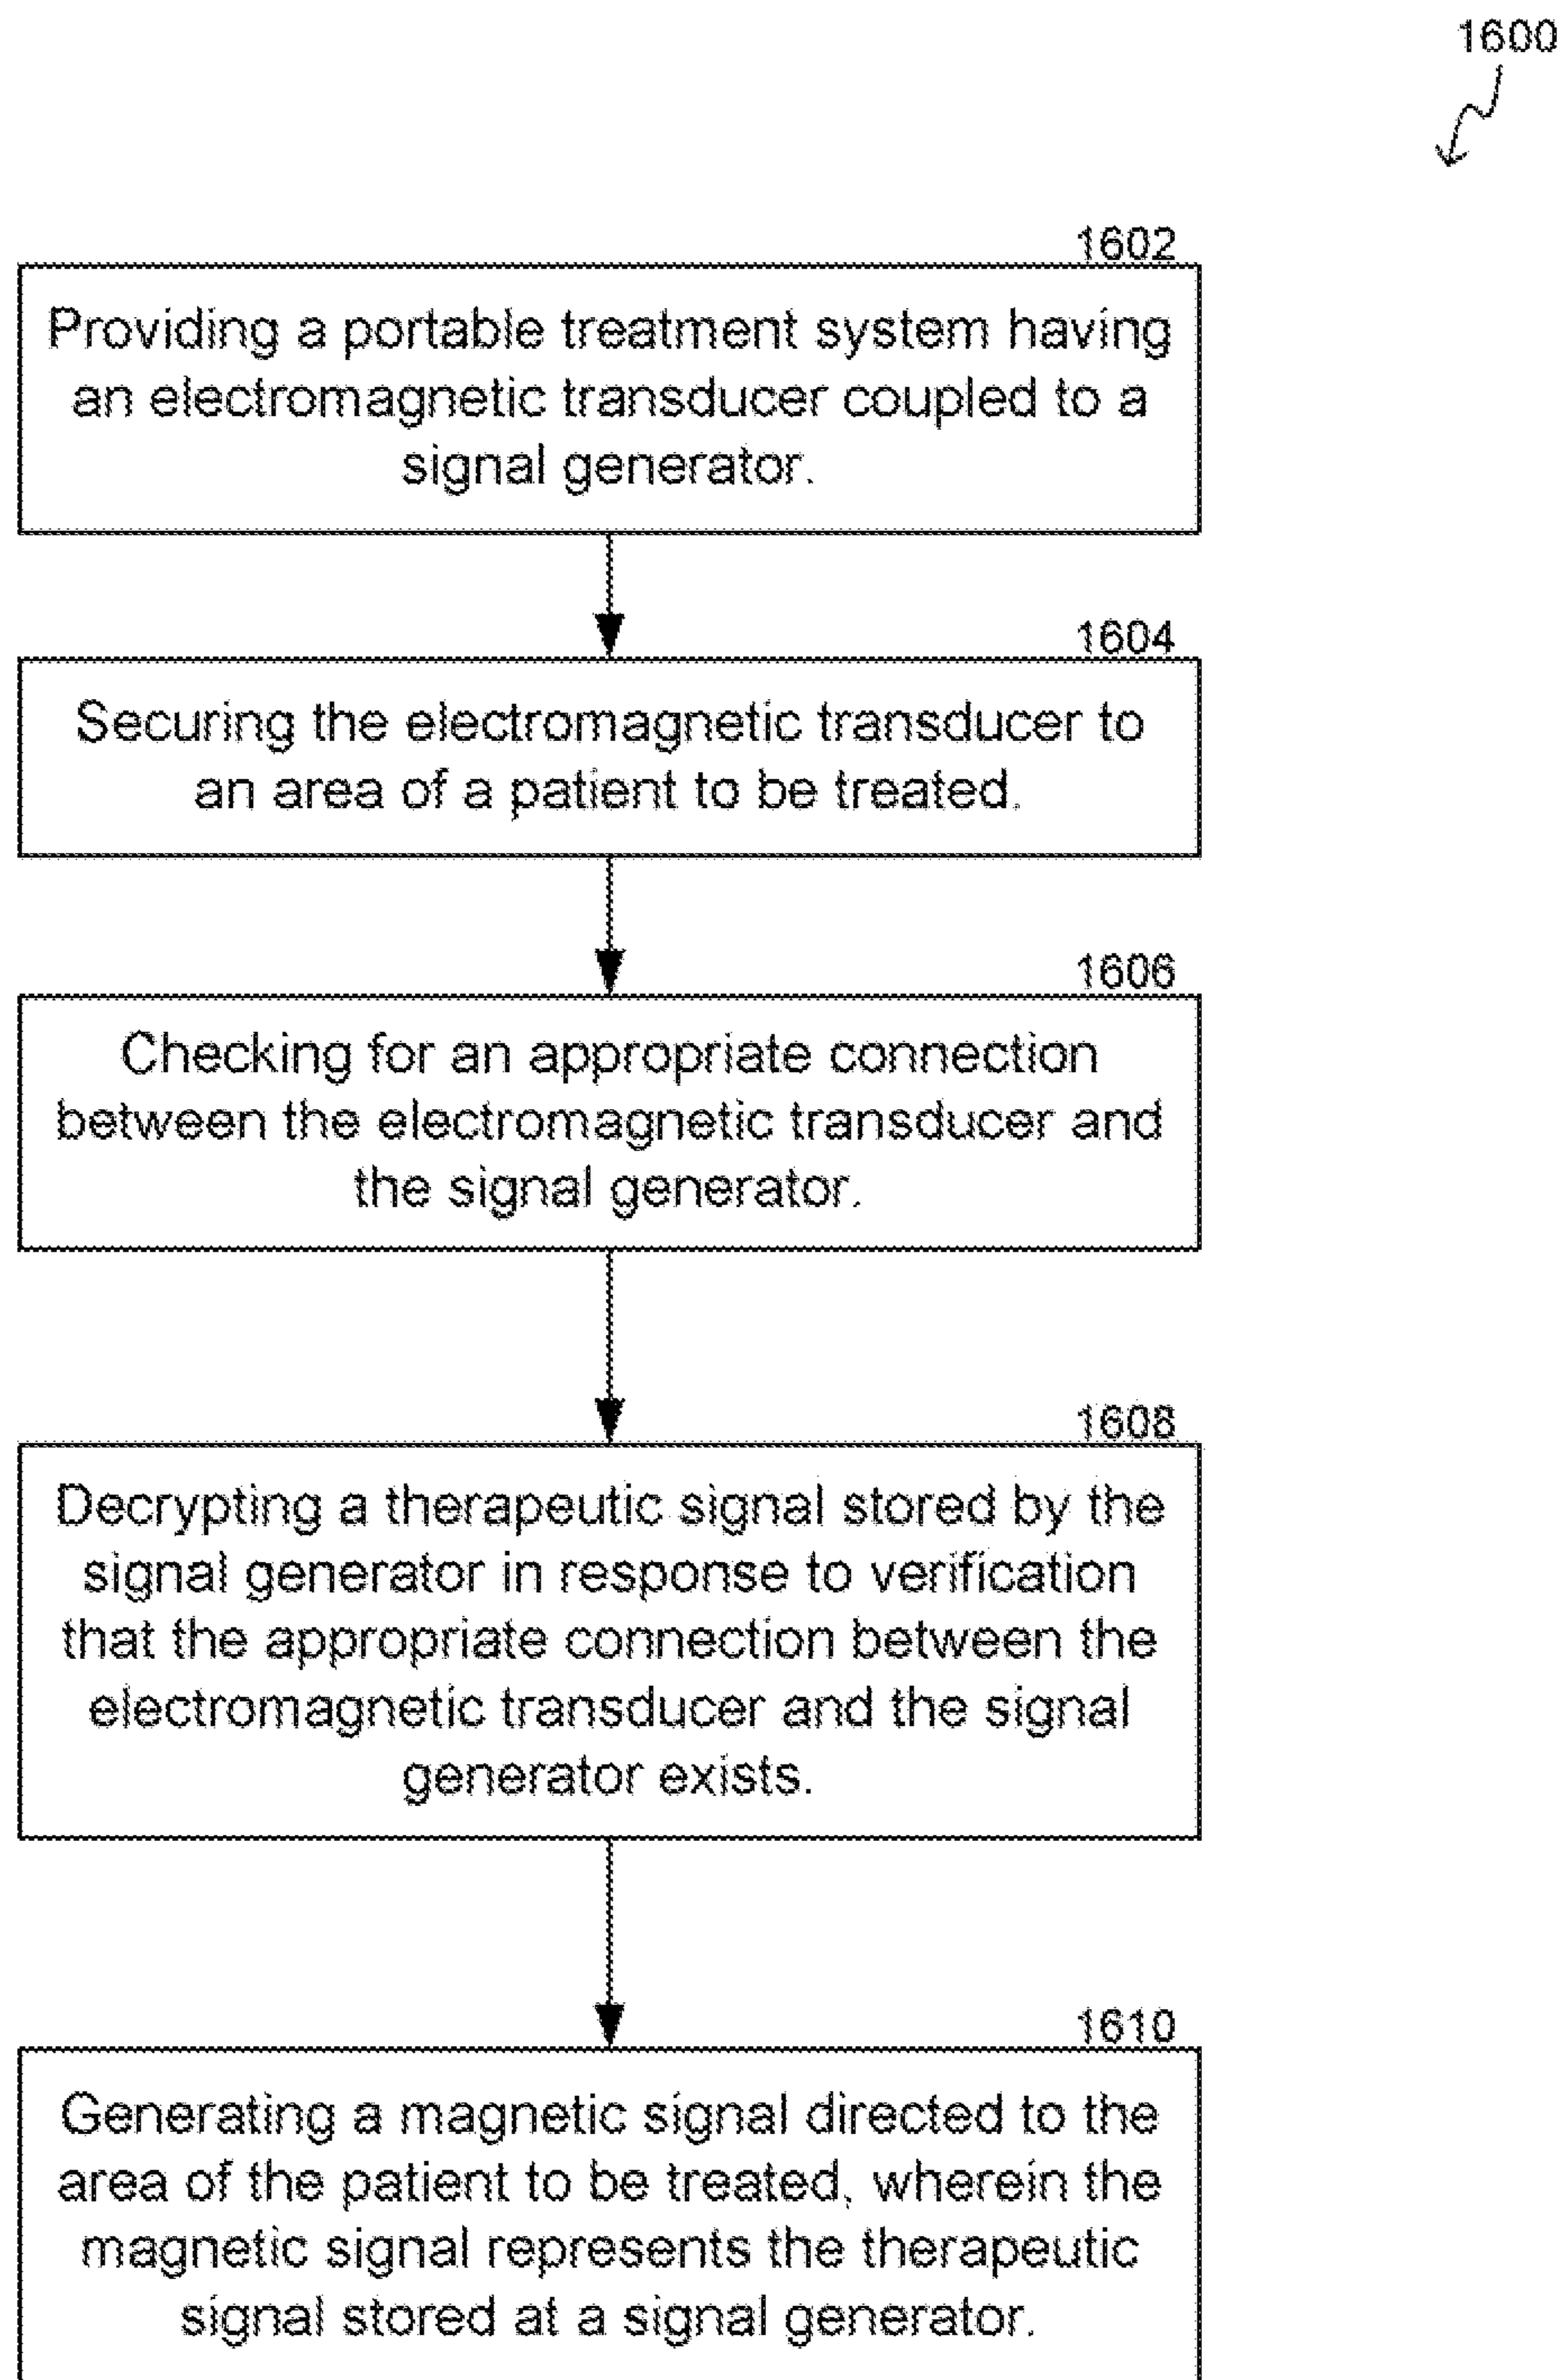 1600
1602
Providing a portable treatment system having
an electromagnetic transducer coupled to a
signal generator.
1604
Securing the electromagnetic transducer to
an area of a patient to be treated.
1606
Checking for an appropriate connection
between the electromagnetic transducer and
the signal generator.
1608
Decrypting a therapeutic signal stored by the
signal generator in response to verification
that the appropriate connection between the
electromagnetic transducer and the signal
generator exists.
1610
Generating a magnetic signal directed to the
area of the patient to be treated, wherein the
magnetic signal represents the therapeutic
signal stored at a signal generator.